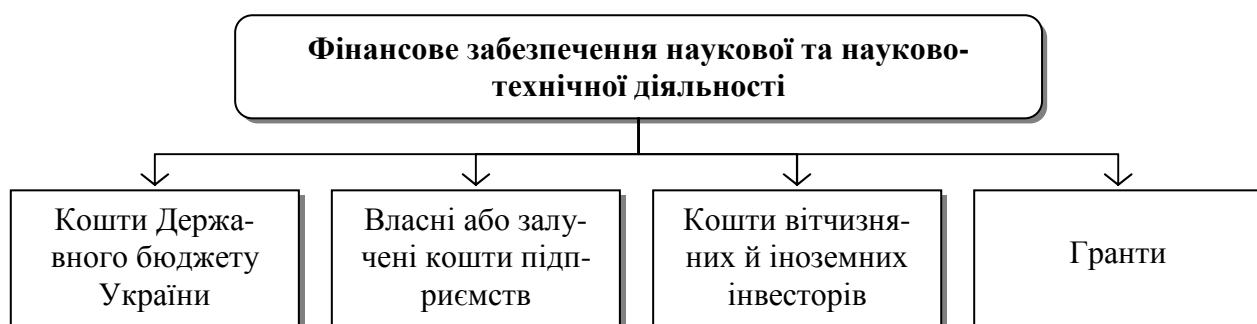 Фінансове забезпечення наукової та науково-
технічної діяльності
Кошти Держа-
вного бюджету
України
Власні або залу-
чені кошти підп-
риємств
Кошти вітчизня-
них й іноземних
інвесторів
Гранти